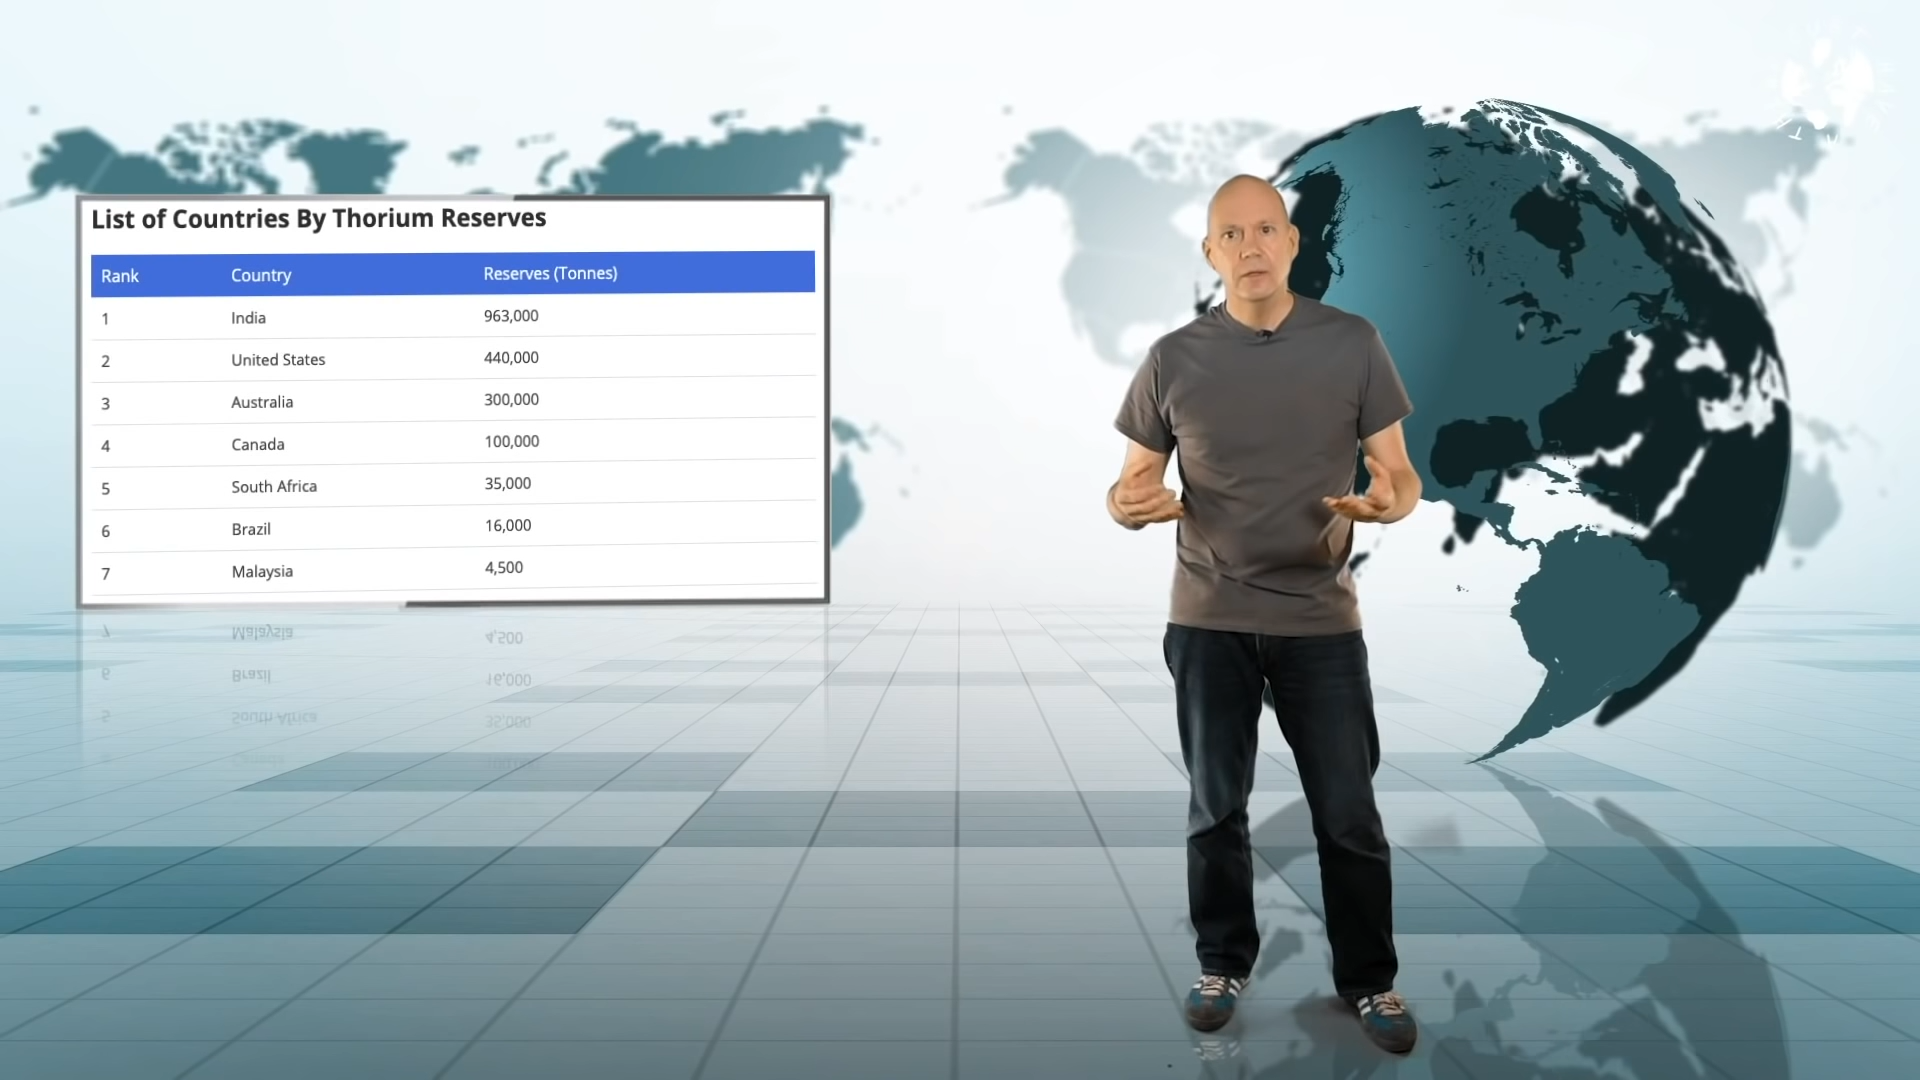 List of Countries By Thorium Reserves
Rank Country Reserves (Tonnes)
1 India 963,000
2 United States 440,000
3 Australia 300,000
4 Canada 100,000
5 South Africa 35,000
6 Brazil 16,000
7 Malaysia 4,500